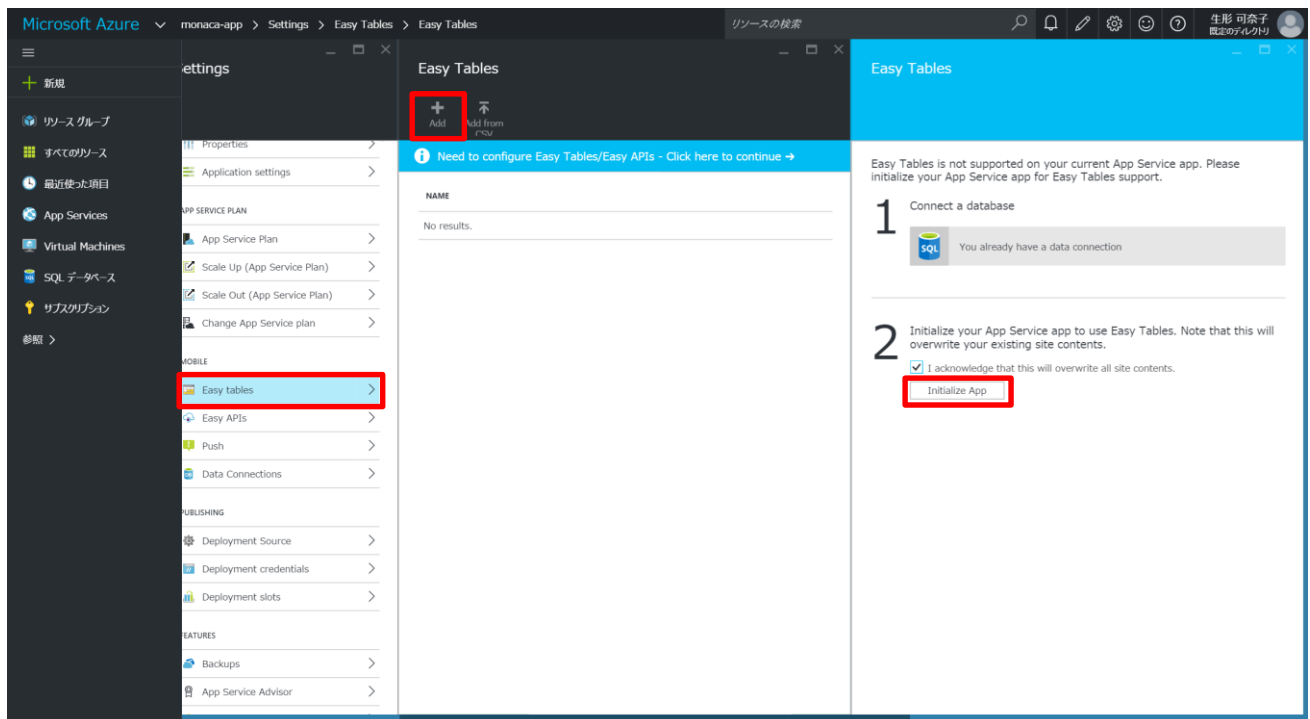 Microsoft Azure monaca-app > Settings > Easy Tables > Easy Tables リソースの検索 生形 可奈子
既定のディレクトリ
新規
リソース グループ
すべてのリソース
最近使った項目
App Services
Virtual Machines
SQL データベース
サブスクリプション
参照 >
ettings
Properties
Application settings
APP SERVICE PLAN
App Service Plan
Scale Up (App Service Plan)
Scale Out (App Service Plan)
Change App Service plan
MOBILE
Easy tables
Easy APIs
Push
Data Connections
PUBLISHING
Deployment Source
Deployment credentials
Deployment slots
FEATURES
Backups
App Service Advisor
Easy Tables
Add
Add from
CSV
Need to configure Easy Tables/Easy APIs - Click here to continue →
NAME
No results.
Easy Tables
Easy Tables is not supported on your current App Service app. Please
initialize your App Service app for Easy Tables support.
1
Connect a database
SQL
You already have a data connection
2
Initialize your App Service app to use Easy Tables. Note that this will
overwrite your existing site contents.
I acknowledge that this will overwrite all site contents.
Initialize App